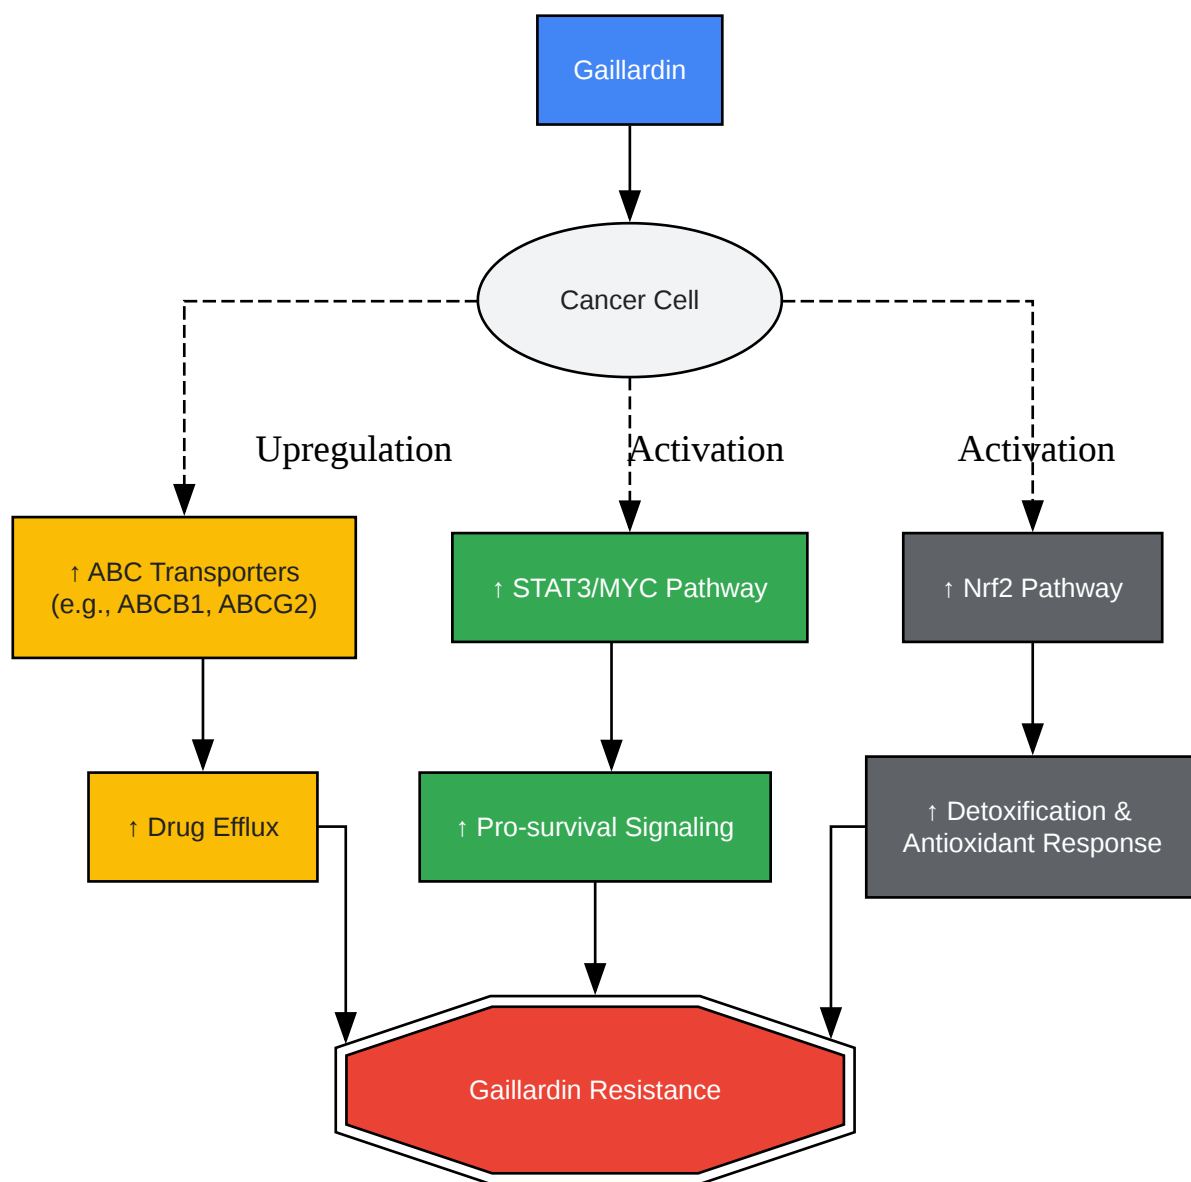 Gaillardin
Cancer Cell
Upregulation
Activation
Activation
↑ ABC Transporters
(e.g., ABCB1, ABCG2)
↑ STAT3/MYC Pathway
↑ Nrf2 Pathway
↑ Drug Efflux
↑ Pro-survival Signaling
↑ Detoxification &
Antioxidant Response
Gaillardin Resistance